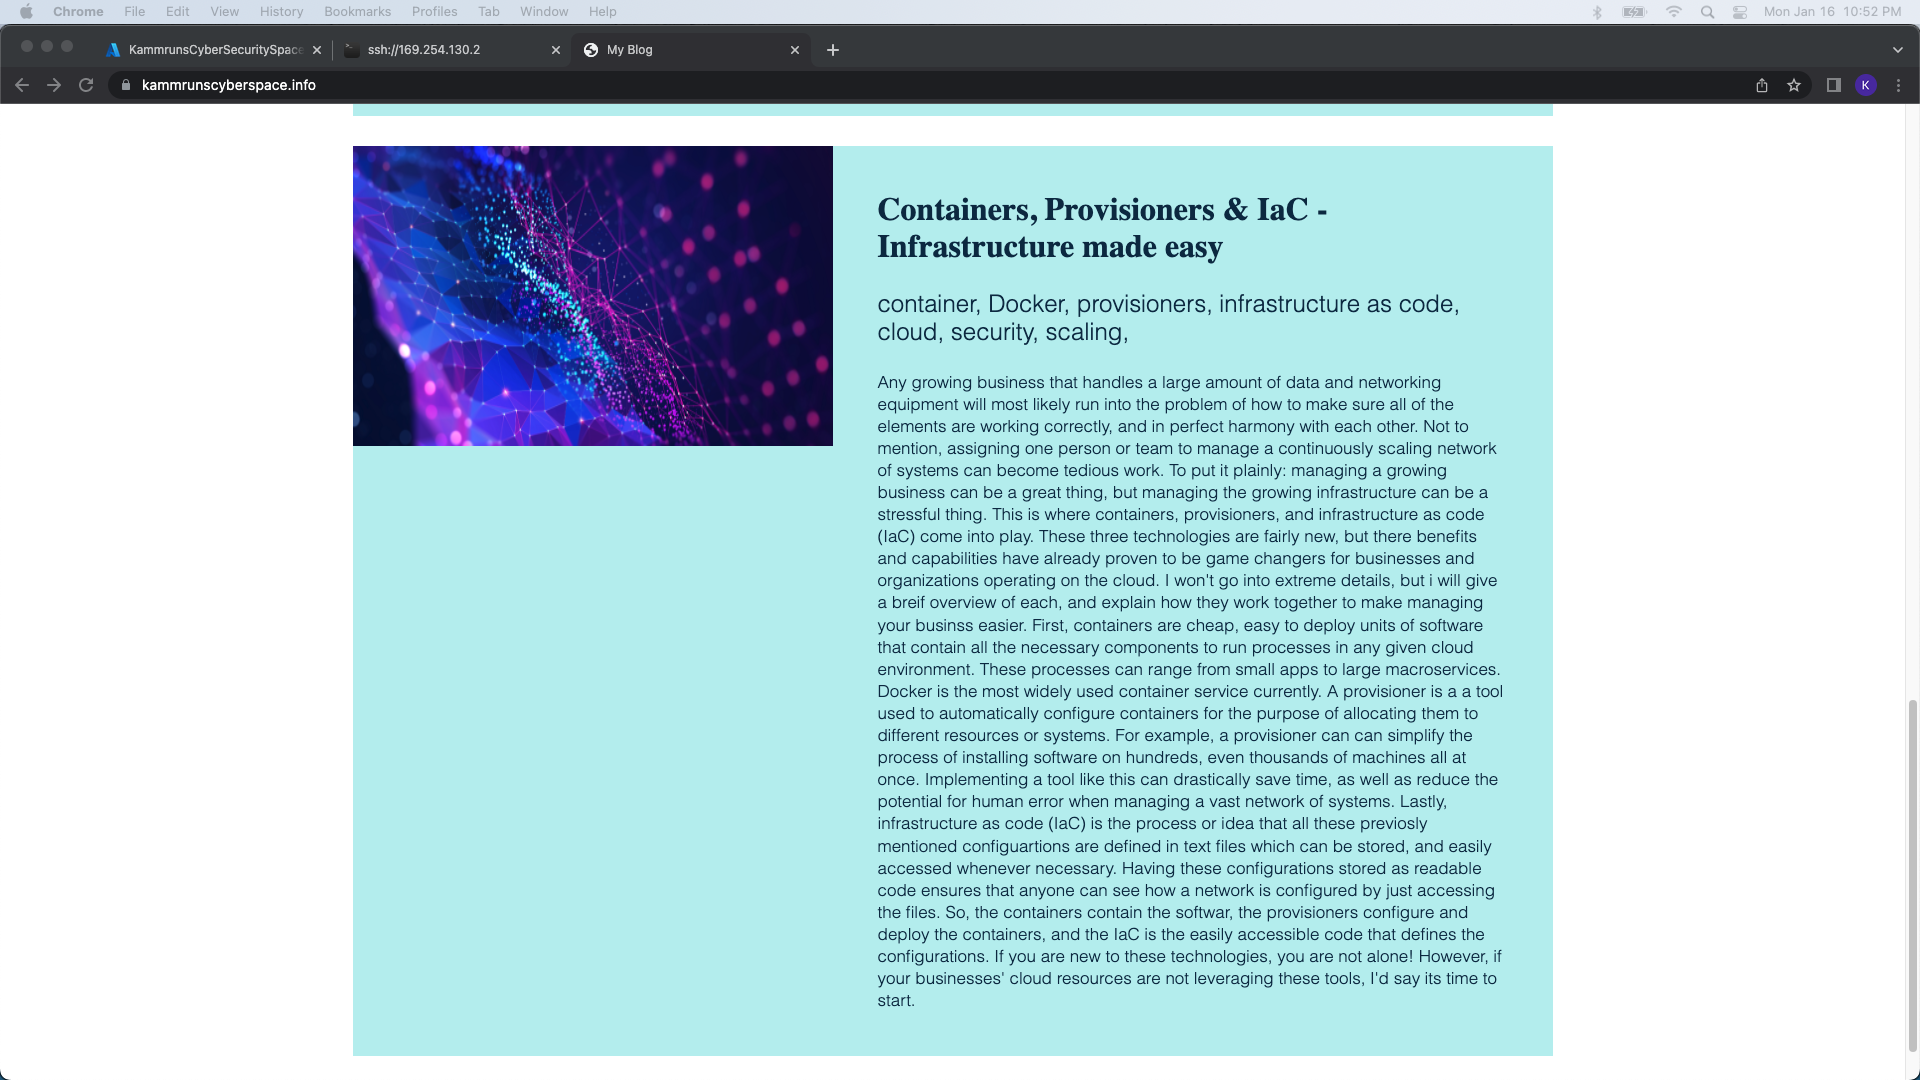 Chrome File Edit View History Bookmarks Profiles Tab Window Help Mon Jan 16 10:52 PM
KammrunsCyberSecuritySpace ssh://169.254.130.2 My Blog
kammrunscyberspace.info K
Containers, Provisioners & IaC -
Infrastructure made easy
container, Docker, provisioners, infrastructure as code,
cloud, security, scaling,
Any growing business that handles a large amount of data and networking
equipment will most likely run into the problem of how to make sure all of the
elements are working correctly, and in perfect harmony with each other. Not to
mention, assigning one person or team to manage a continuously scaling network
of systems can become tedious work. To put it plainly: managing a growing
business can be a great thing, but managing the growing infrastructure can be a
stressful thing. This is where containers, provisioners, and infrastructure as code
(IaC) come into play. These three technologies are fairly new, but there benefits
and capabilities have already proven to be game changers for businesses and
organizations operating on the cloud. I won't go into extreme details, but i will give
a breif overview of each, and explain how they work together to make managing
your businss easier. First, containers are cheap, easy to deploy units of software
that contain all the necessary components to run processes in any given cloud
environment. These processes can range from small apps to large macroservices.
Docker is the most widely used container service currently. A provisioner is a a tool
used to automatically configure containers for the purpose of allocating them to
different resources or systems. For example, a provisioner can can simplify the
process of installing software on hundreds, even thousands of machines all at
once. Implementing a tool like this can drastically save time, as well as reduce the
potential for human error when managing a vast network of systems. Lastly,
infrastructure as code (IaC) is the process or idea that all these previosly
mentioned configuartions are defined in text files which can be stored, and easily
accessed whenever necessary. Having these configurations stored as readable
code ensures that anyone can see how a network is configured by just accessing
the files. So, the containers contain the softwar, the provisioners configure and
deploy the containers, and the IaC is the easily accessible code that defines the
configurations. If you are new to these technologies, you are not alone! However, if
your businesses' cloud resources are not leveraging these tools, I'd say its time to
start.